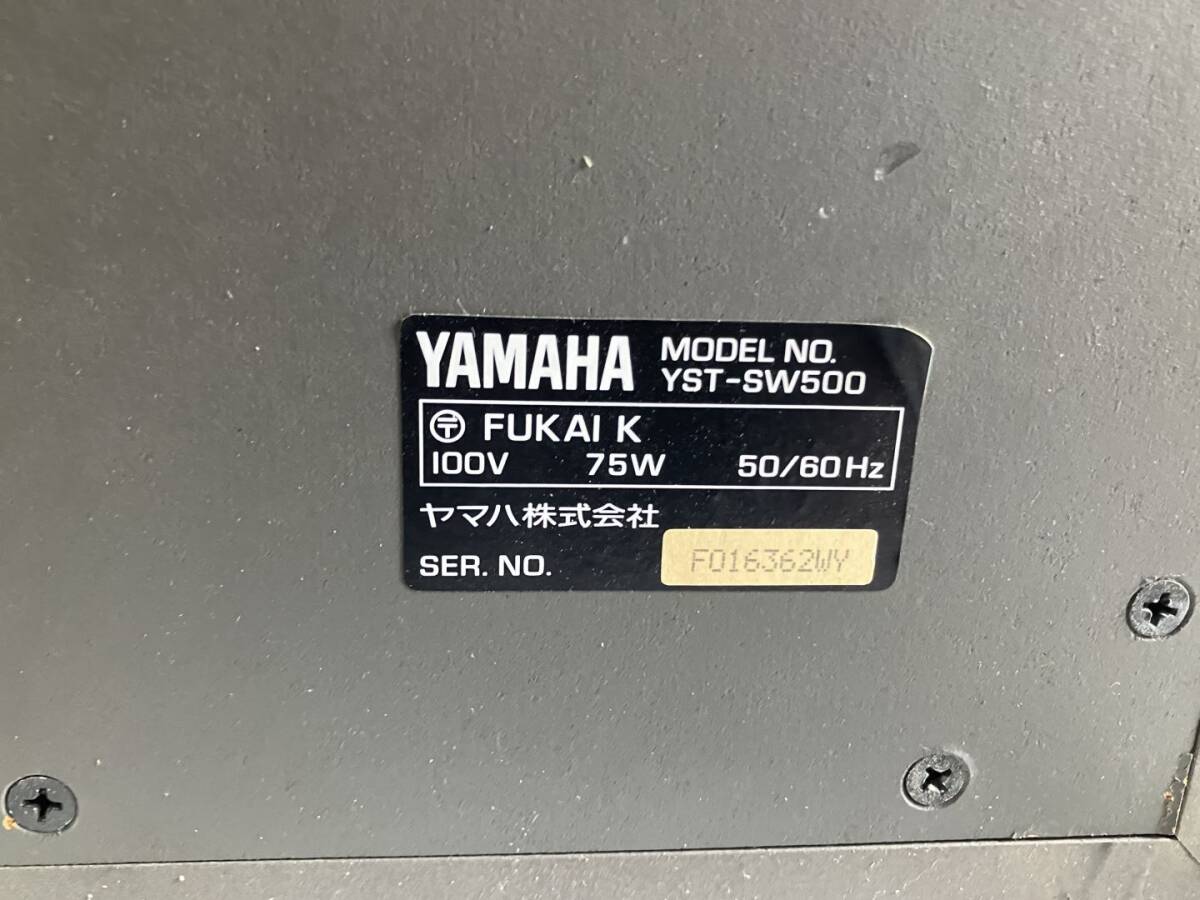 YAMAHA MODEL NO.
YST-SW500
〒 FUKAI K
100V 75W 50/60Hz
ヤマハ株式会社
SER. NO. F016362WY